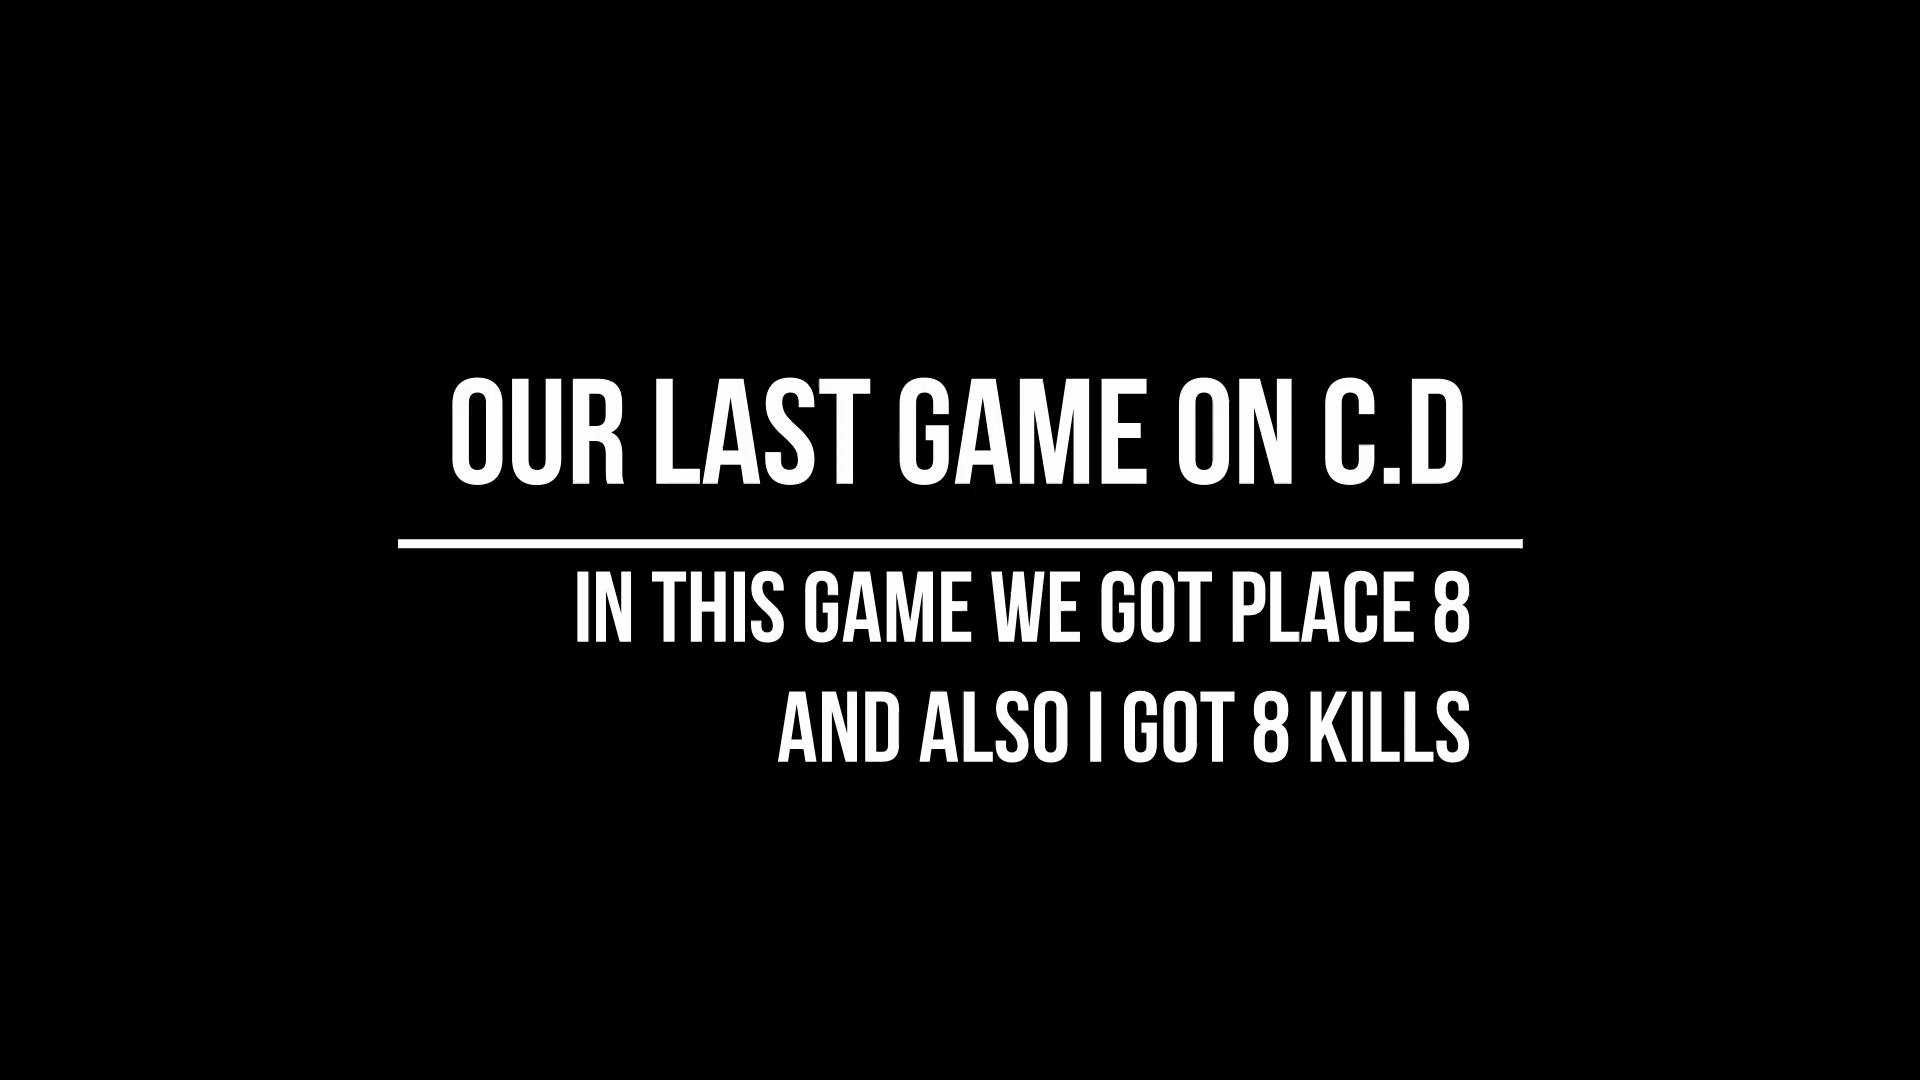 OUR LAST GAME ON C.D
IN THIS GAME WE GOT PLACE 8
AND ALSO I GOT 8 KILLS